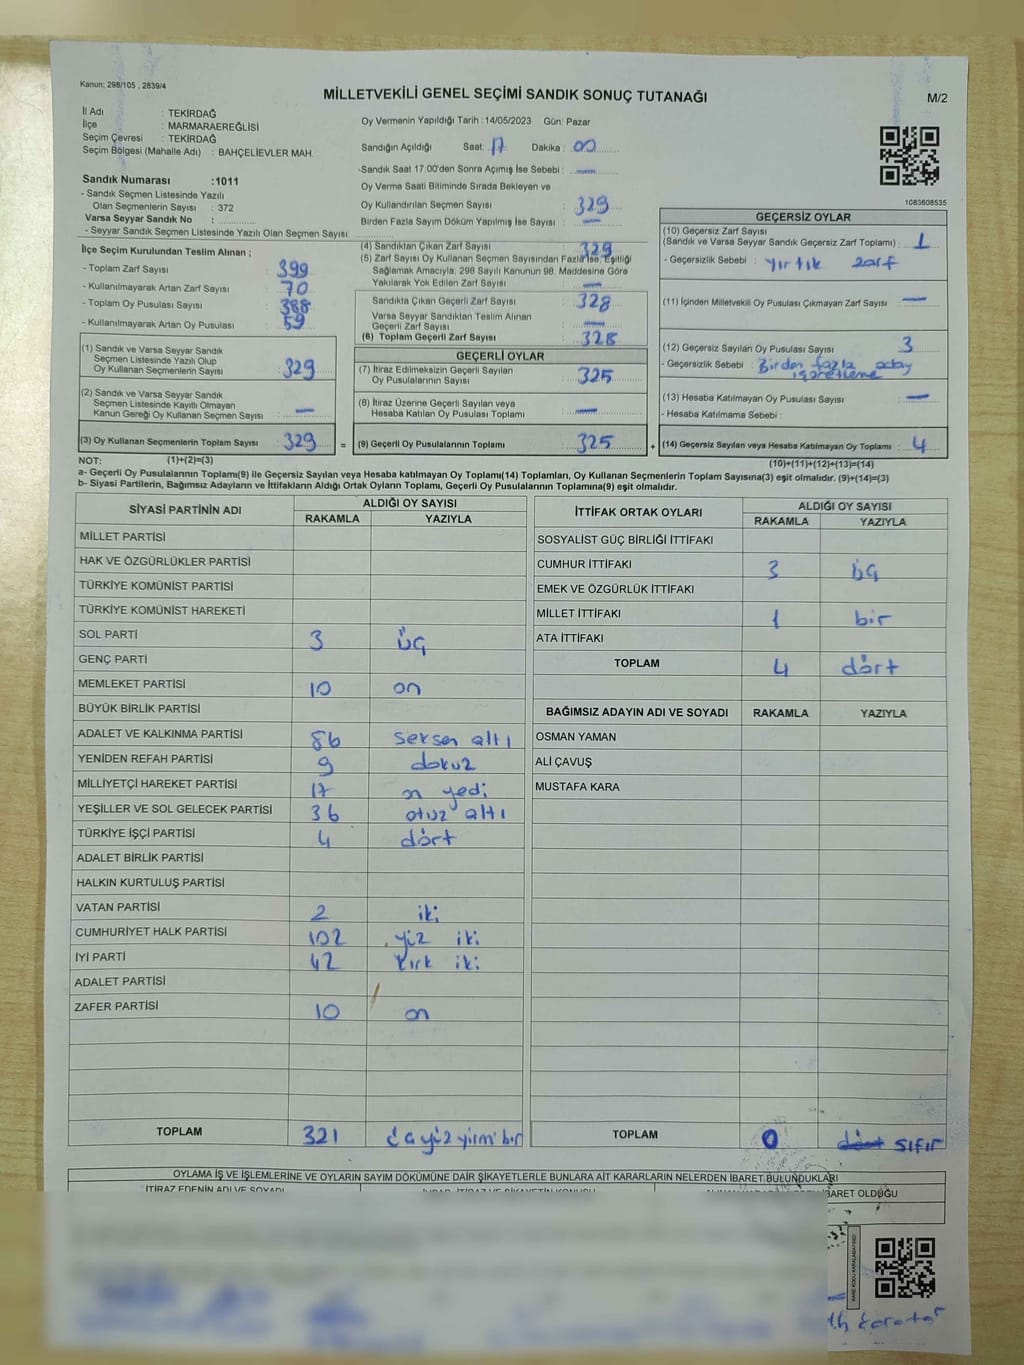 Kanun: 298/105 , 2839/4
MİLLETVEKİLİ GENEL SEÇİMİ SANDIK SONUÇ TUTANAĞI
M/2
İl Adı : TEKİRDAĞ
İlçe : MARMARAEREĞLİSİ
Seçim Çevresi : TEKİRDAĞ
Seçim Bölgesi (Mahalle Adı) : BAHÇELİEVLER MAH.
Sandık Numarası :1011
- Sandık Seçmen Listesinde Yazılı
Olan Seçmenlerin Sayısı : 372
Varsa Seyyar Sandık No :
- Seyyar Sandık Seçmen Listesinde Yazılı Olan Seçmen Sayısı:
Oy Vermenin Yapıldığı Tarih :14/05/2023 Gün: Pazar
Sandığın Açıldığı Saat: 17 Dakika : 00
-Sandık Saat 17.00'den Sonra Açımış İse Sebebi : —
Oy Verme Saati Bitiminde Sırada Bekleyen ve
Oy Kullandırılan Seçmen Sayısı : 329
Birden Fazla Sayım Döküm Yapılmış İse Sayısı : —
1083608535
İlçe Seçim Kurulundan Teslim Alınan ;
- Toplam Zarf Sayısı : 399
- Kullanılmayarak Artan Zarf Sayısı : 70
- Toplam Oy Pusulası Sayısı : 388
- Kullanılmayarak Artan Oy Pusulası : 59
(1) Sandık ve Varsa Seyyar Sandık
Seçmen Listesinde Yazılı Olup
Oy Kullanan Seçmenlerin Sayısı : 329
(2) Sandık ve Varsa Seyyar Sandık
Seçmen Listesinde Kayıtlı Olmayan
Kanun Gereği Oy Kullanan Seçmen Sayısı : —
(3) Oy Kullanan Seçmenlerin Toplam Sayısı : 329 =
(4) Sandıktan Çıkan Zarf Sayısı : 329
(5) Zarf Sayısı Oy Kullanan Seçmen Sayısından Fazla İse, Eşitliği
Sağlamak Amacıyla, 298 Sayılı Kanunun 98. Maddesine Göre
Yakılarak Yok Edilen Zarf Sayısı : —
Sandıkta Çıkan Geçerli Zarf Sayısı : 328
Varsa Seyyar Sandıktan Teslim Alınan
Geçerli Zarf Sayısı : —
(6) Toplam Geçerli Zarf Sayısı : 328
GEÇERLİ OYLAR
(7) İtiraz Edilmeksizin Geçerli Sayılan
Oy Pusulalarının Sayısı : 325
(8) İtiraz Üzerine Geçerli Sayılan veya
Hesaba Katılan Oy Pusulası Toplamı : —
(9) Geçerli Oy Pusulalarının Toplamı : 325 +
GEÇERSİZ OYLAR
(10) Geçersiz Zarf Sayısı
(Sandık ve Varsa Seyyar Sandık Geçersiz Zarf Toplamı) : 1
- Geçersizlik Sebebi : yırtık zarf
(11) İçinden Milletvekili Oy Pusulası Çıkmayan Zarf Sayısı : —
(12) Geçersiz Sayılan Oy Pusulası Sayısı : 3
- Geçersizlik Sebebi : Birden fazla aday
işaretleme
(13) Hesaba Katılmayan Oy Pusulası Sayısı : —
- Hesaba Katılmama Sebebi :
(14) Geçersiz Sayılan veya Hesaba Katılmayan Oy Toplamı : 4
NOT: (1)+(2)=(3)
(10)+(11)+(12)+(13)=(14)
a- Geçerli Oy Pusulalarının Toplamı(9) ile Geçersiz Sayılan veya Hesaba katılmayan Oy Toplamı(14) Toplamları, Oy Kullanan Seçmenlerin Toplam Sayısına(3) eşit olmalıdır. (9)+(14)=(3)
b- Siyasi Partilerin, Bağımsız Adayların ve İttifakların Aldığı Ortak Oyların Toplamı, Geçerli Oy Pusulalarının Toplamına(9) eşit olmalıdır.
SİYASİ PARTİNİN ADI ALDIĞI OY SAYISI
RAKAMLA YAZIYLA
MİLLET PARTİSİ
HAK VE ÖZGÜRLÜKLER PARTİSİ
TÜRKİYE KOMÜNİST PARTİSİ
TÜRKİYE KOMÜNİST HAREKETİ
SOL PARTİ 3 üç
GENÇ PARTİ
MEMLEKET PARTİSİ 10 on
BÜYÜK BİRLİK PARTİSİ
ADALET VE KALKINMA PARTİSİ 86 seksen altı
YENİDEN REFAH PARTİSİ 9 dokuz
MİLLİYETÇİ HAREKET PARTİSİ 17 on yedi
YEŞİLLER VE SOL GELECEK PARTİSİ 36 otuz altı
TÜRKİYE İŞÇİ PARTİSİ 4 dört
ADALET BİRLİK PARTİSİ
HALKIN KURTULUŞ PARTİSİ
VATAN PARTİSİ 2 iki
CUMHURİYET HALK PARTİSİ 102 yüz iki
İYİ PARTİ 42 kırk iki
ADALET PARTİSİ
ZAFER PARTİSİ 10 on
TOPLAM 321 üç yüz yirmi bir
İTTİFAK ORTAK OYLARI ALDIĞI OY SAYISI
RAKAMLA YAZIYLA
SOSYALİST GÜÇ BİRLİĞİ İTTİFAKI
CUMHUR İTTİFAKI 3 üç
EMEK VE ÖZGÜRLÜK İTTİFAKI
MİLLET İTTİFAKI 1 bir
ATA İTTİFAKI
TOPLAM 4 dört
BAĞIMSIZ ADAYIN ADI VE SOYADI RAKAMLA YAZIYLA
OSMAN YAMAN
ALİ ÇAVUŞ
MUSTAFA KARA
TOPLAM 0 dört sıfır
OYLAMA İŞ VE İŞLEMLERİNE VE OYLARIN SAYIM DÖKÜMÜNE DAİR ŞİKAYETLERLE BUNLARA AİT KARARLARIN NELERDEN İBARET BULUNDUKLARI
İTİRAZ EDENİN ADI VE SOYADI
İBARET OLDUĞU